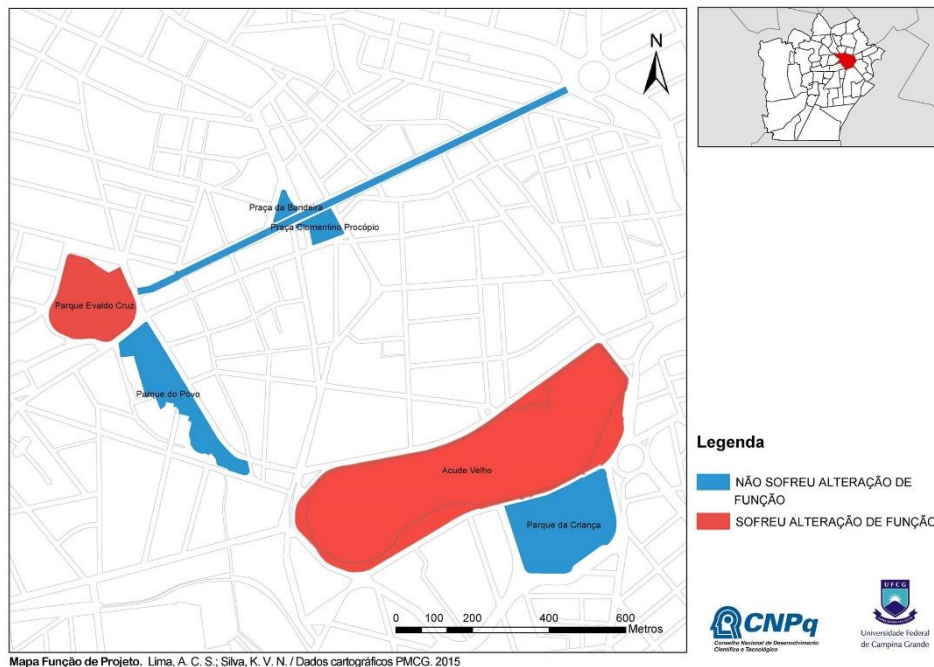 N
Praça da Bandeira
Praça Clementino Procópio
Parque Evaldo Cruz
Parque do Povo
Acude Velho
Parque da Criança
0 100 200 400 600
Metros
Legenda
NÃO SOFREU ALTERAÇÃO DE
FUNÇÃO
SOFREU ALTERAÇÃO DE FUNÇÃO
CNPq
Conselho Nacional de Desenvolvimento
Científico e Tecnológico
UFCG
Universidade Federal
de Campina Grande
Mapa Função de Projeto. Lima, A. C. S.; Silva, K. V. N. / Dados cartográficos PMCG. 2015